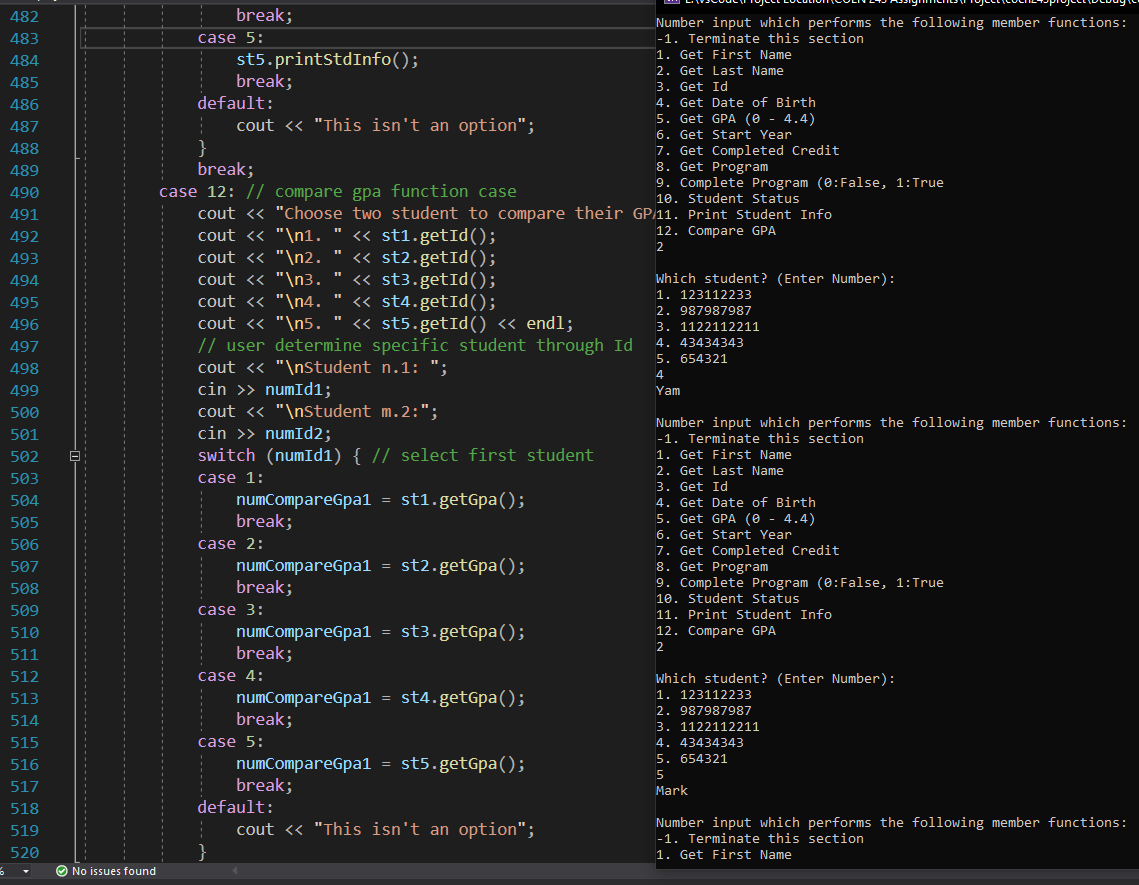 482 break;
483 case 5:
484 st5.printStdInfo();
485 break;
486 default:
487 cout << "This isn't an option";
488 }
489 break;
490 case 12: // compare gpa function case
491 cout << "Choose two student to compare their GPA
492 cout << "\n1. " << st1.getId();
493 cout << "\n2. " << st2.getId();
494 cout << "\n3. " << st3.getId();
495 cout << "\n4. " << st4.getId();
496 cout << "\n5. " << st5.getId() << endl;
497 // user determine specific student through Id
498 cout << "\nStudent n.1: ";
499 cin >> numId1;
500 cout << "\nStudent m.2:";
501 cin >> numId2;
502 switch (numId1) { // select first student
503 case 1:
504 numCompareGpa1 = st1.getGpa();
505 break;
506 case 2:
507 numCompareGpa1 = st2.getGpa();
508 break;
509 case 3:
510 numCompareGpa1 = st3.getGpa();
511 break;
512 case 4:
513 numCompareGpa1 = st4.getGpa();
514 break;
515 case 5:
516 numCompareGpa1 = st5.getGpa();
517 break;
518 default:
519 cout << "This isn't an option";
520 }
% No issues found
Number input which performs the following member functions:
-1. Terminate this section
1. Get First Name
2. Get Last Name
3. Get Id
4. Get Date of Birth
5. Get GPA (0 - 4.4)
6. Get Start Year
7. Get Completed Credit
8. Get Program
9. Complete Program (0:False, 1:True
10. Student Status
11. Print Student Info
12. Compare GPA
2
Which student? (Enter Number):
1. 123112233
2. 987987987
3. 1122112211
4. 43434343
5. 654321
4
Yam
Number input which performs the following member functions:
-1. Terminate this section
1. Get First Name
2. Get Last Name
3. Get Id
4. Get Date of Birth
5. Get GPA (0 - 4.4)
6. Get Start Year
7. Get Completed Credit
8. Get Program
9. Complete Program (0:False, 1:True
10. Student Status
11. Print Student Info
12. Compare GPA
2
Which student? (Enter Number):
1. 123112233
2. 987987987
3. 1122112211
4. 43434343
5. 654321
5
Mark
Number input which performs the following member functions:
-1. Terminate this section
1. Get First Name